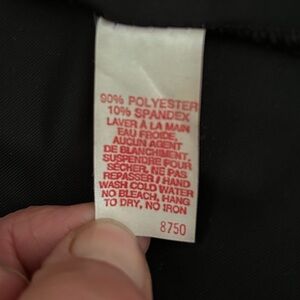 90% POLYESTER
10% SPANDEX
LAVER À LA MAIN
EAU FROIDE,
AUCUN AGENT
DE BLANCHIMENT,
SUSPENDRE POUR
SÉCHER, NE PAS
REPASSER / HAND
WASH COLD WATER
NO BLEACH, HANG
TO DRY, NO IRON
8750